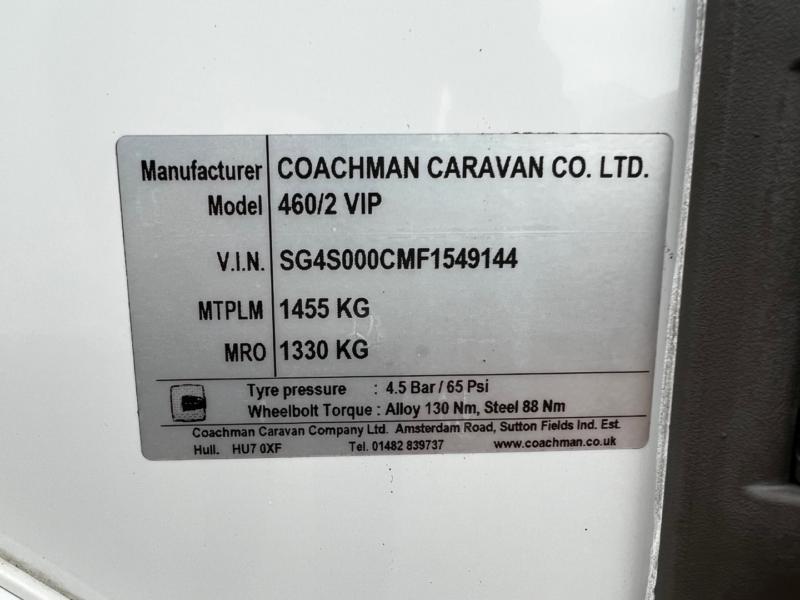 Manufacturer COACHMAN CARAVAN CO. LTD.
Model 460/2 VIP
V.I.N. SG4S000CMF1549144
MTPLM 1455 KG
MRO 1330 KG
Tyre pressure : 4.5 Bar / 65 Psi
Wheelbolt Torque : Alloy 130 Nm, Steel 88 Nm
Coachman Caravan Company Ltd. Amsterdam Road, Sutton Fields Ind. Est.
Hull. HU7 0XF Tel. 01482 839737 www.coachman.co.uk